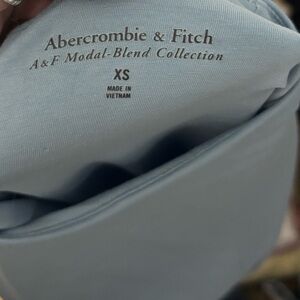 Abercrombie & Fitch
A&F Modal-Blend Collection
XS
MADE IN
VIETNAM